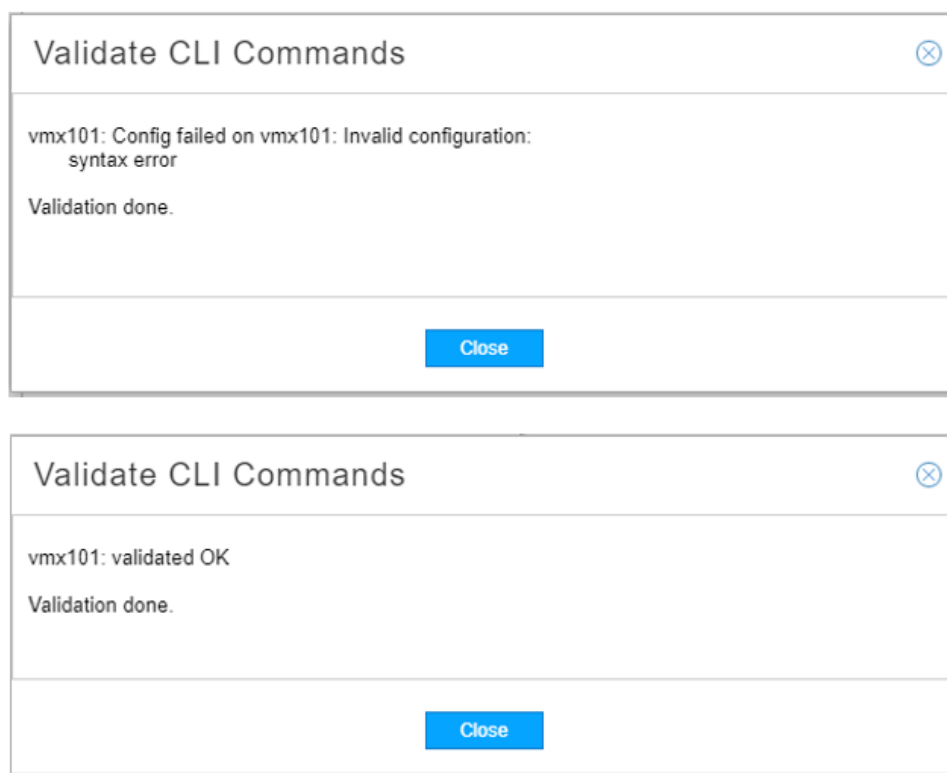 Validate CLI Commands
vmx101: Config failed on vmx101: Invalid configuration:
syntax error
Validation done.
Close
Validate CLI Commands
vmx101: validated OK
Validation done.
Close